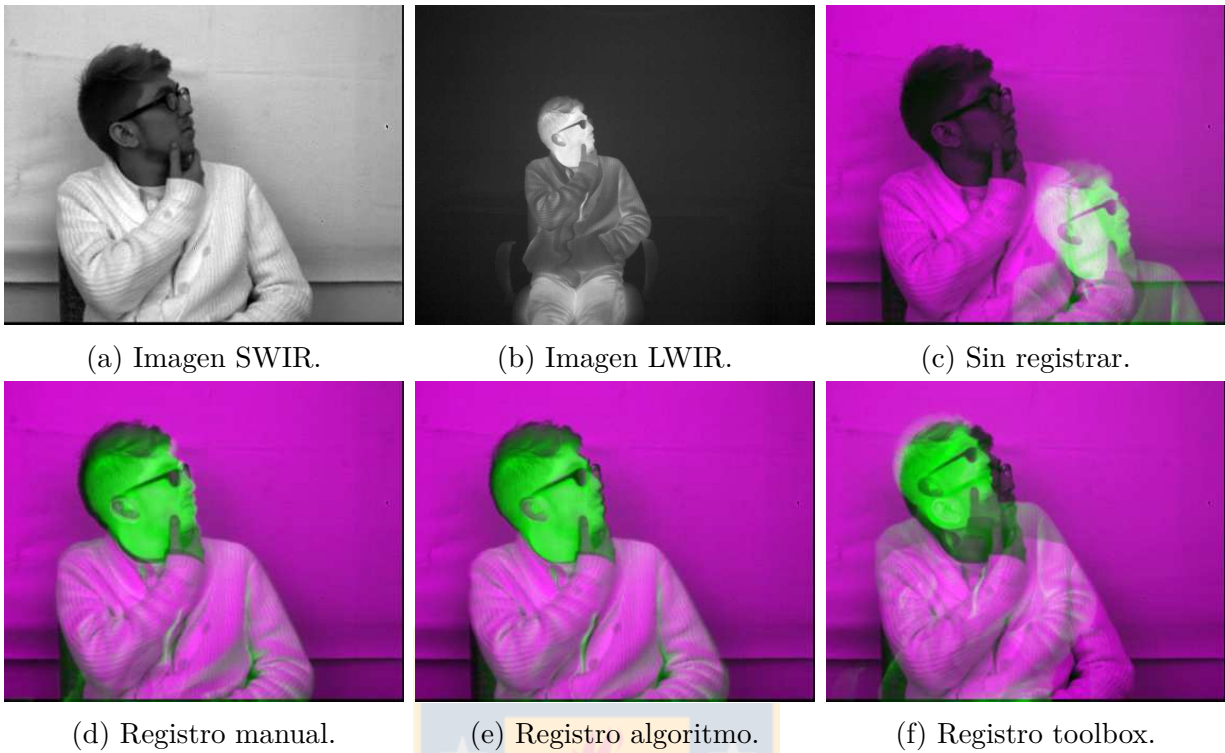 (a) Imagen SWIR.
(b) Imagen LWIR.
(c) Sin registrar.
(d) Registro manual.
(e) Registro algoritmo.
(f) Registro toolbox.